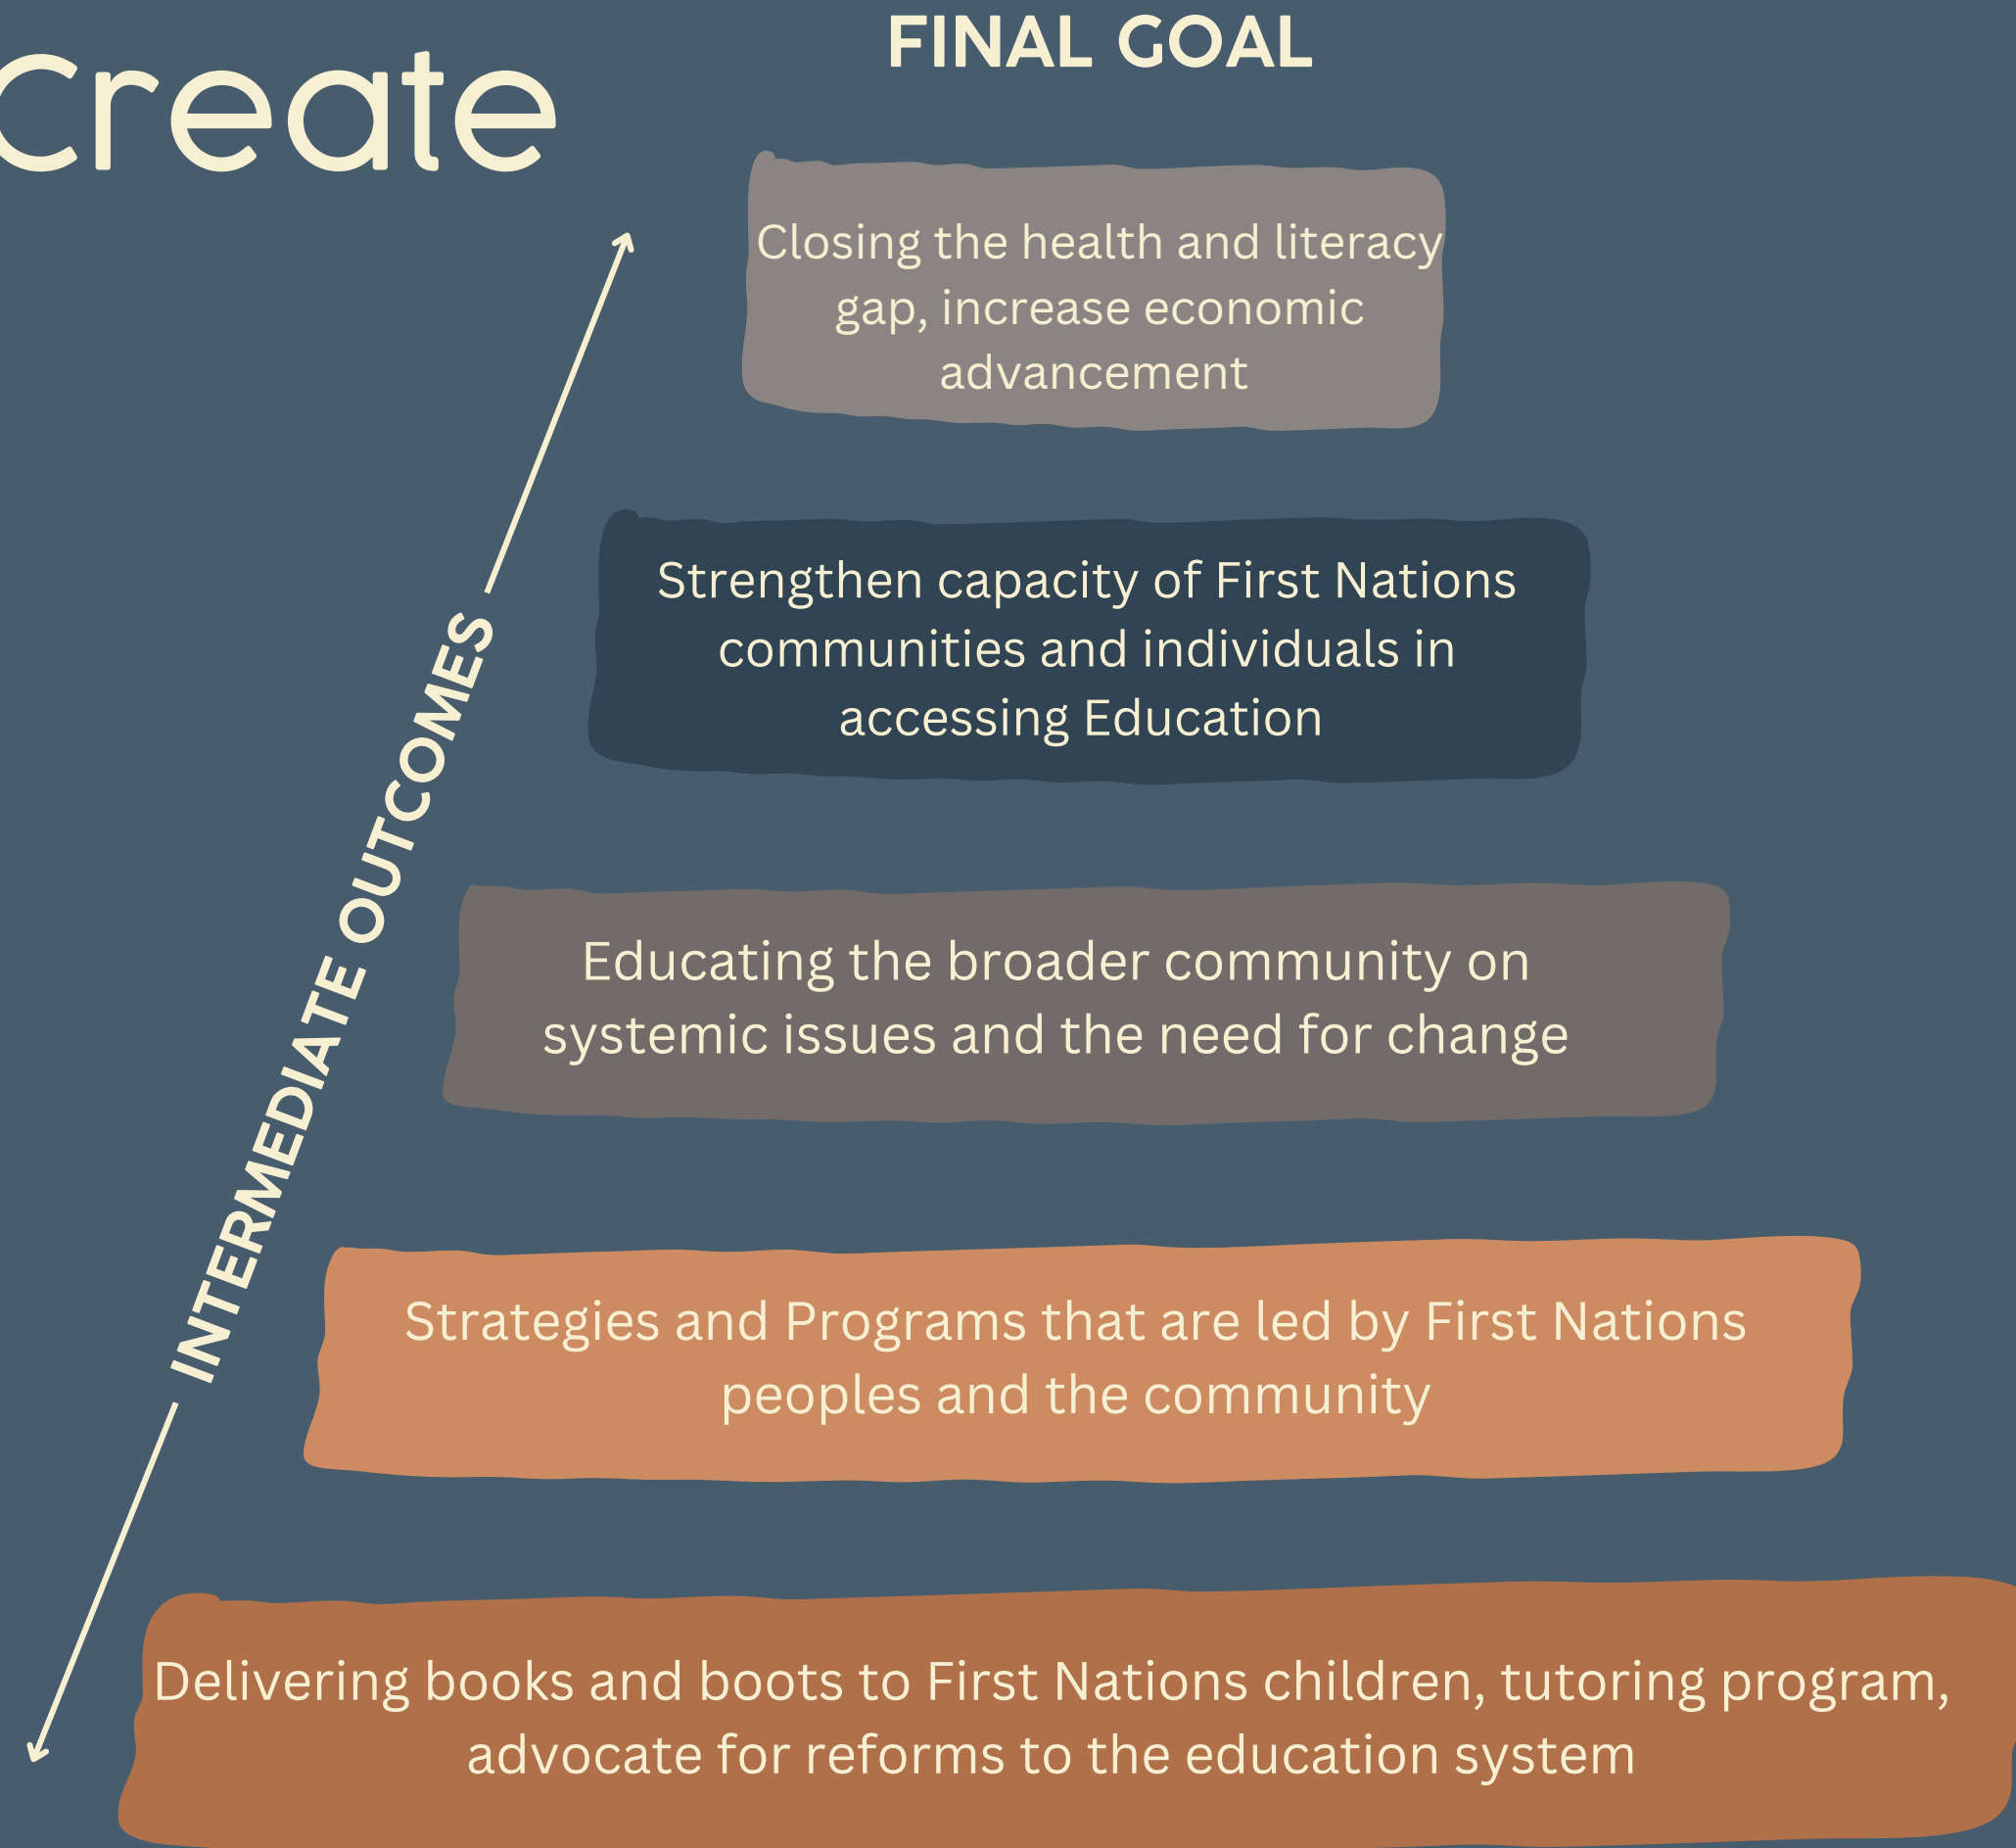 Create
FINAL GOAL
Closing the health and literacy
gap, increase economic
advancement
INTERMEDIATE OUTCOMES
Strengthen capacity of First Nations
communities and individuals in
accessing Education
Educating the broader community on
systemic issues and the need for change
Strategies and Programs that are led by First Nations
peoples and the community
Delivering books and boots to First Nations children, tutoring program,
advocate for reforms to the education system